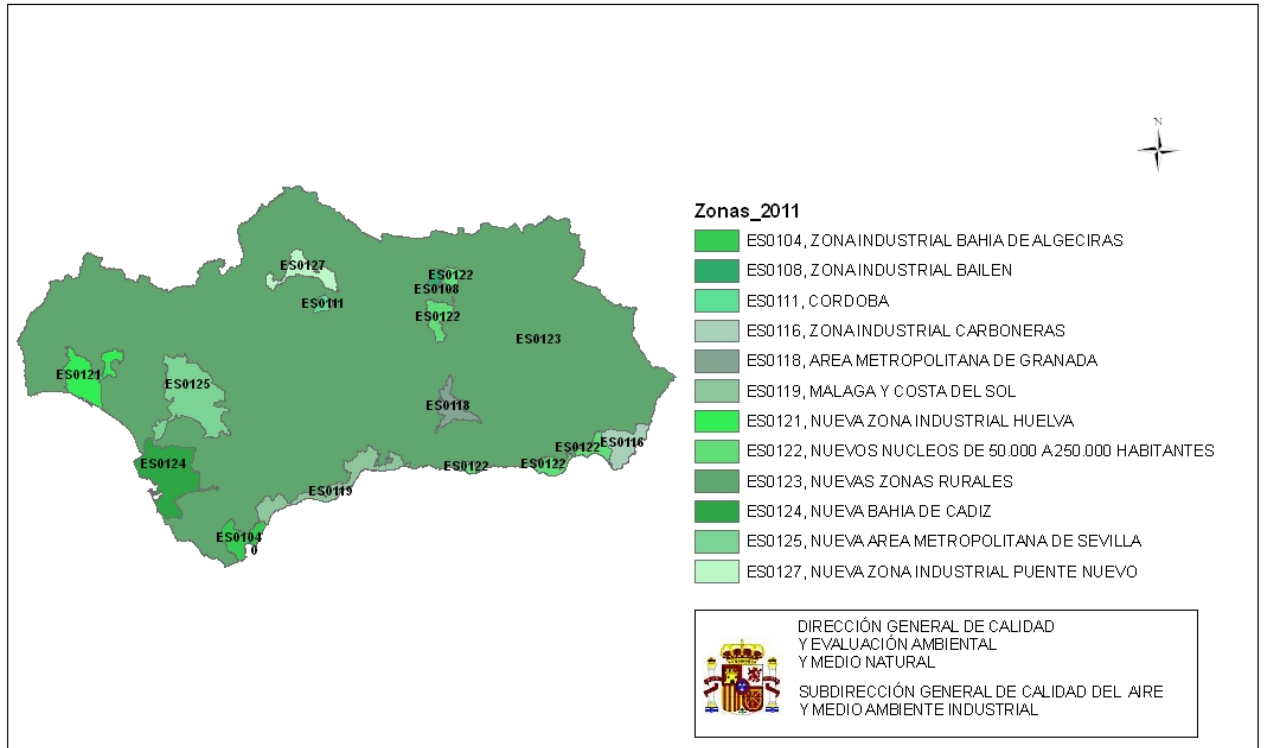 N
ES0127
ES0122
ES0108
ES0111
ES0122
ES0123
ES0121
ES0125
ES0118
ES0122
ES0116
ES0124
ES0122
ES0122
ES0119
ES0104
0
Zonas_2011
ES0104, ZONA INDUSTRIAL BAHIA DE ALGECIRAS
ES0108, ZONA INDUSTRIAL BAILEN
ES0111, CORDOBA
ES0116, ZONA INDUSTRIAL CARBONERAS
ES0118, AREA METROPOLITANA DE GRANADA
ES0119, MALAGA Y COSTA DEL SOL
ES0121, NUEVA ZONA INDUSTRIAL HUELVA
ES0122, NUEVOS NUCLEOS DE 50.000 A 250.000 HABITANTES
ES0123, NUEVAS ZONAS RURALES
ES0124, NUEVA BAHIA DE CADIZ
ES0125, NUEVA AREA METROPOLITANA DE SEVILLA
ES0127, NUEVA ZONA INDUSTRIAL PUENTE NUEVO
DIRECCIÓN GENERAL DE CALIDAD
Y EVALUACIÓN AMBIENTAL
Y MEDIO NATURAL
SUBDIRECCIÓN GENERAL DE CALIDAD DEL AIRE
Y MEDIO AMBIENTE INDUSTRIAL